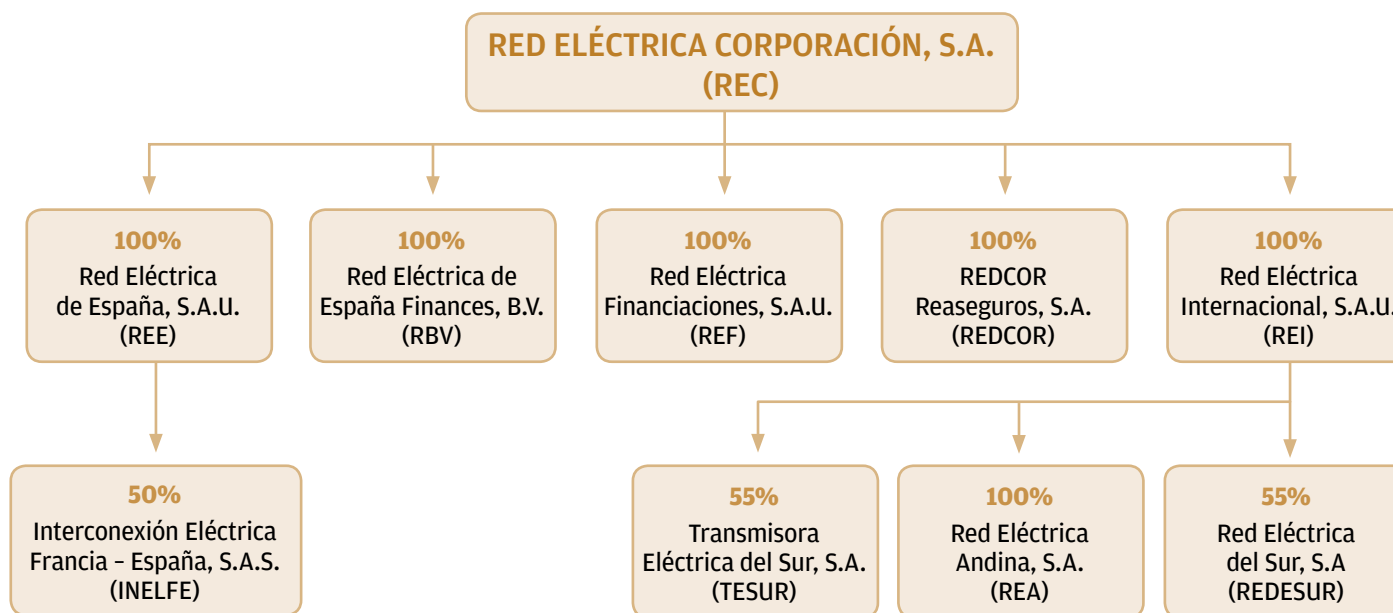 RED ELÉCTRICA CORPORACIÓN, S.A.
(REC)
100%
Red Eléctrica
de España, S.A.U.
(REE)
100%
Red Eléctrica de
España Finances, B.V.
(RBV)
100%
Red Eléctrica
Financiaciones, S.A.U.
(REF)
100%
REDCOR
Reaseguros, S.A.
(REDCOR)
100%
Red Eléctrica
Internacional, S.A.U.
(REI)
50%
Interconexión Eléctrica
Francia – España, S.A.S.
(INELFE)
55%
Transmisora
Eléctrica del Sur, S.A.
(TESUR)
100%
Red Eléctrica
Andina, S.A.
(REA)
55%
Red Eléctrica
del Sur, S.A
(REDESUR)